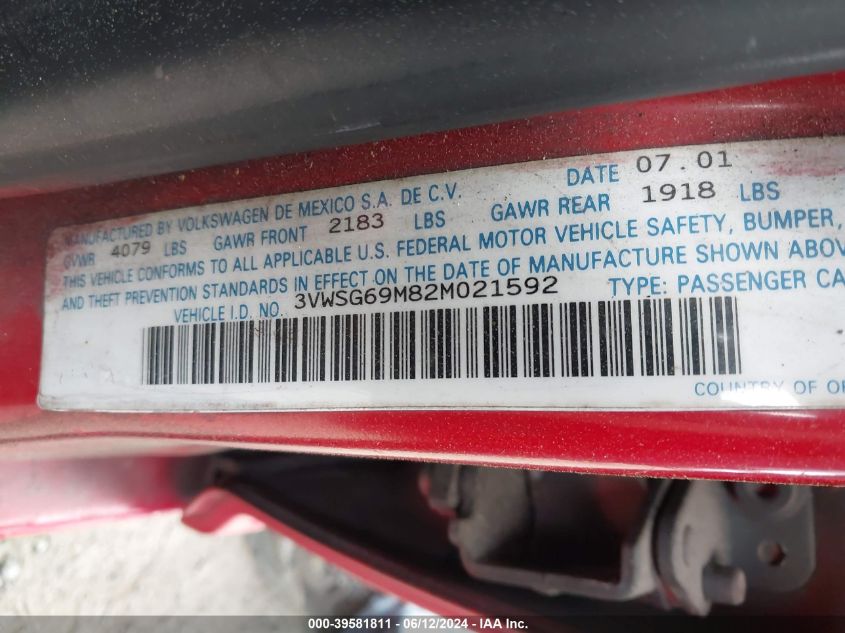 MANUFACTURED BY VOLKSWAGEN DE MEXICO S.A. DE C.V. DATE 07.01
GVWR 4079 LBS GAWR FRONT 2183 LBS GAWR REAR 1918 LBS
THIS VEHICLE CONFORMS TO ALL APPLICABLE U.S. FEDERAL MOTOR VEHICLE SAFETY, BUMPER,
AND THEFT PREVENTION STANDARDS IN EFFECT ON THE DATE OF MANUFACTURE SHOWN ABOV
VEHICLE I.D. NO. 3VWSG69M82M021592 TYPE: PASSENGER CA
COUNTRY OF O
000-39581811 - 06/12/2024 - IAA, Inc.